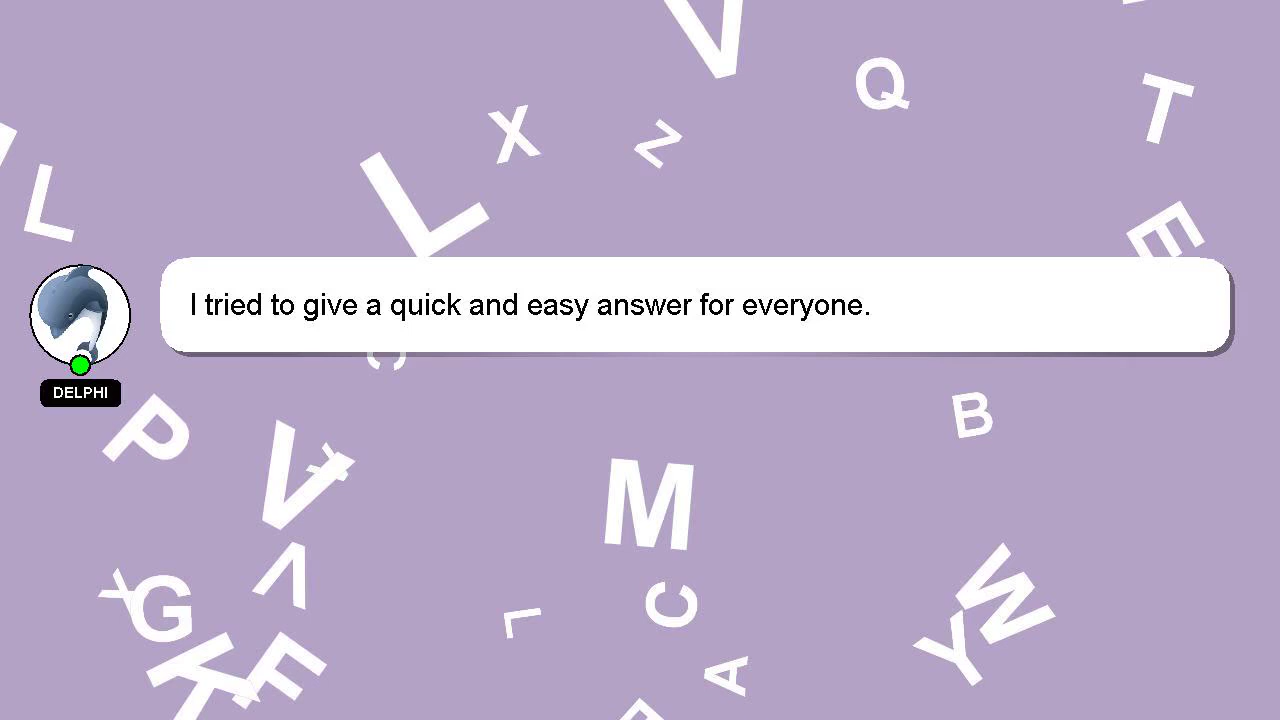 V
Q
T
X
Z
L
L
E
I tried to give a quick and easy answer for everyone.
DELPHI
C
B
P
V
Y
M
V
G
X
W
C
L
Y
K
F
A